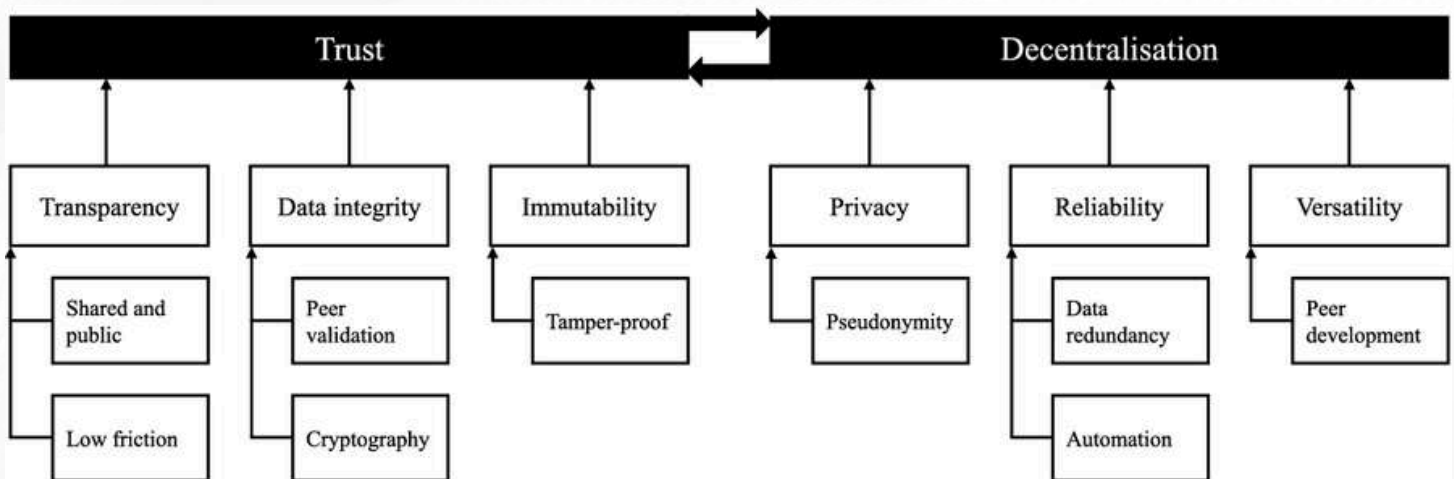 Trust
Decentralisation
Transparency
Data integrity
Immutability
Privacy
Reliability
Versatility
Shared and
public
Peer
validation
Tamper-proof
Pseudonymity
Data
redundancy
Peer
development
Low friction
Cryptography
Automation